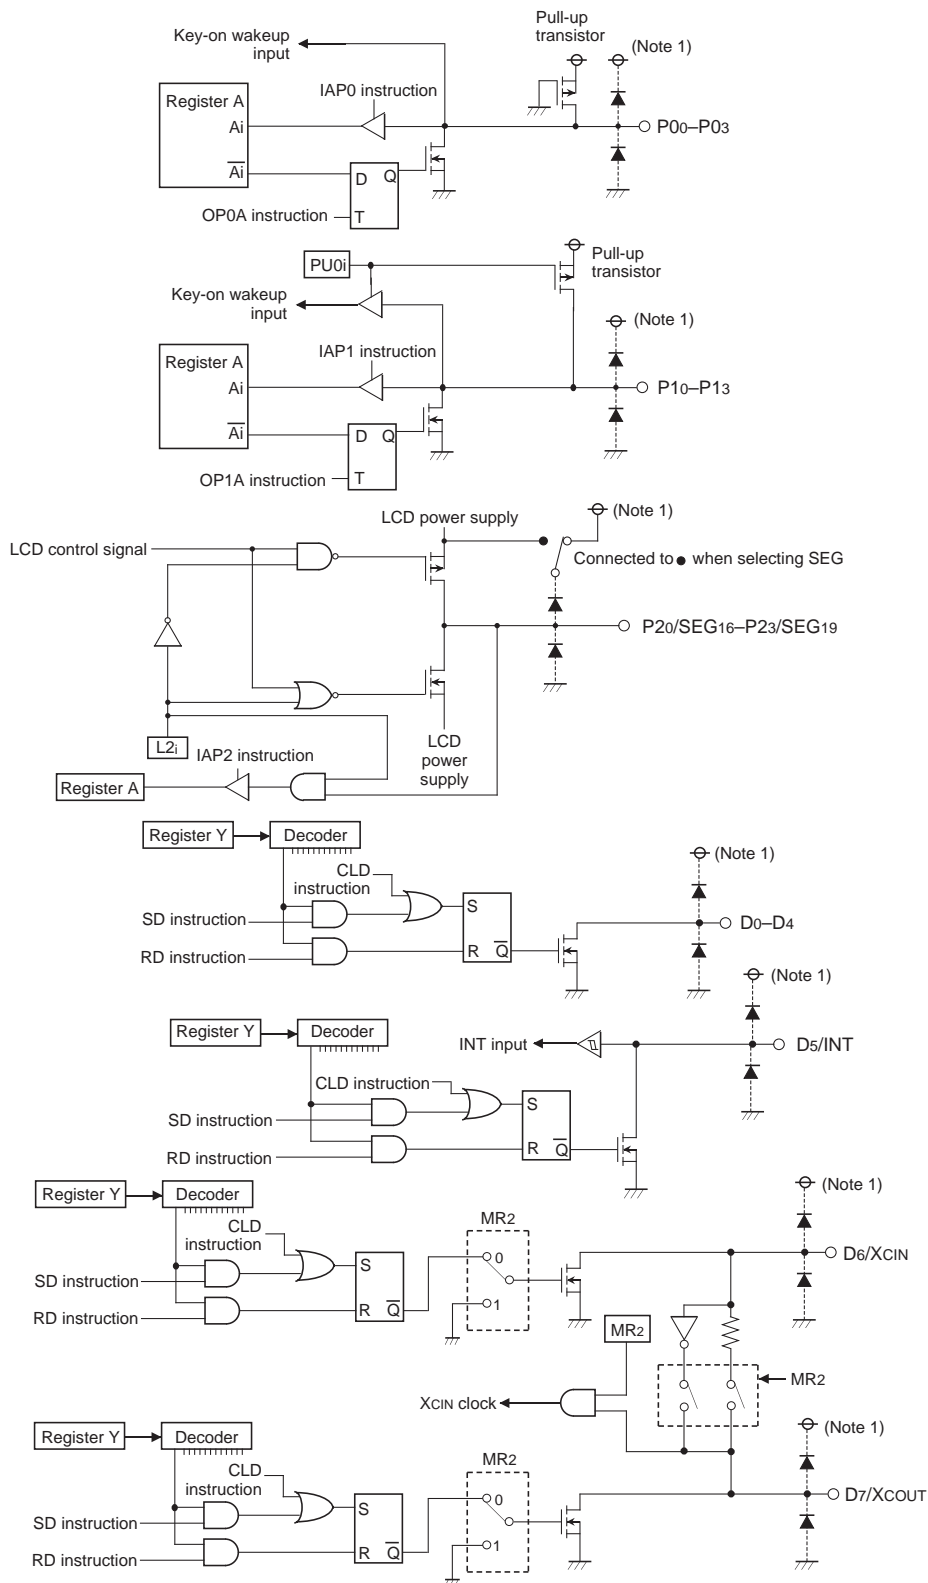 Pull-up
transistor
(Note 1)
Key-on wakeup
input
IAP0 instruction
Register A
Ai
P00–P03
A̅i̅
D Q
T
OP0A instruction
PU0i
Pull-up
transistor
Key-on wakeup
input
(Note 1)
IAP1 instruction
Register A
Ai
P10–P13
A̅i̅
D Q
T
OP1A instruction
LCD power supply
(Note 1)
LCD control signal
Connected to ● when selecting SEG
P20/SEG16–P23/SEG19
L2i
LCD
power
supply
IAP2 instruction
Register A
Register Y
Decoder
(Note 1)
CLD
instruction
S
SD instruction
D0–D4
R Q̅
RD instruction
(Note 1)
Register Y
Decoder
INT input
D5/INT
CLD instruction
S
SD instruction
R Q̅
RD instruction
Register Y
Decoder
(Note 1)
MR2
CLD
instruction
0
S
D6/XCIN
SD instruction
1
R Q̅
RD instruction
MR2
MR2
XCIN clock
Register Y
Decoder
(Note 1)
MR2
CLD
instruction
0
S
D7/XCOUT
SD instruction
1
R Q̅
RD instruction